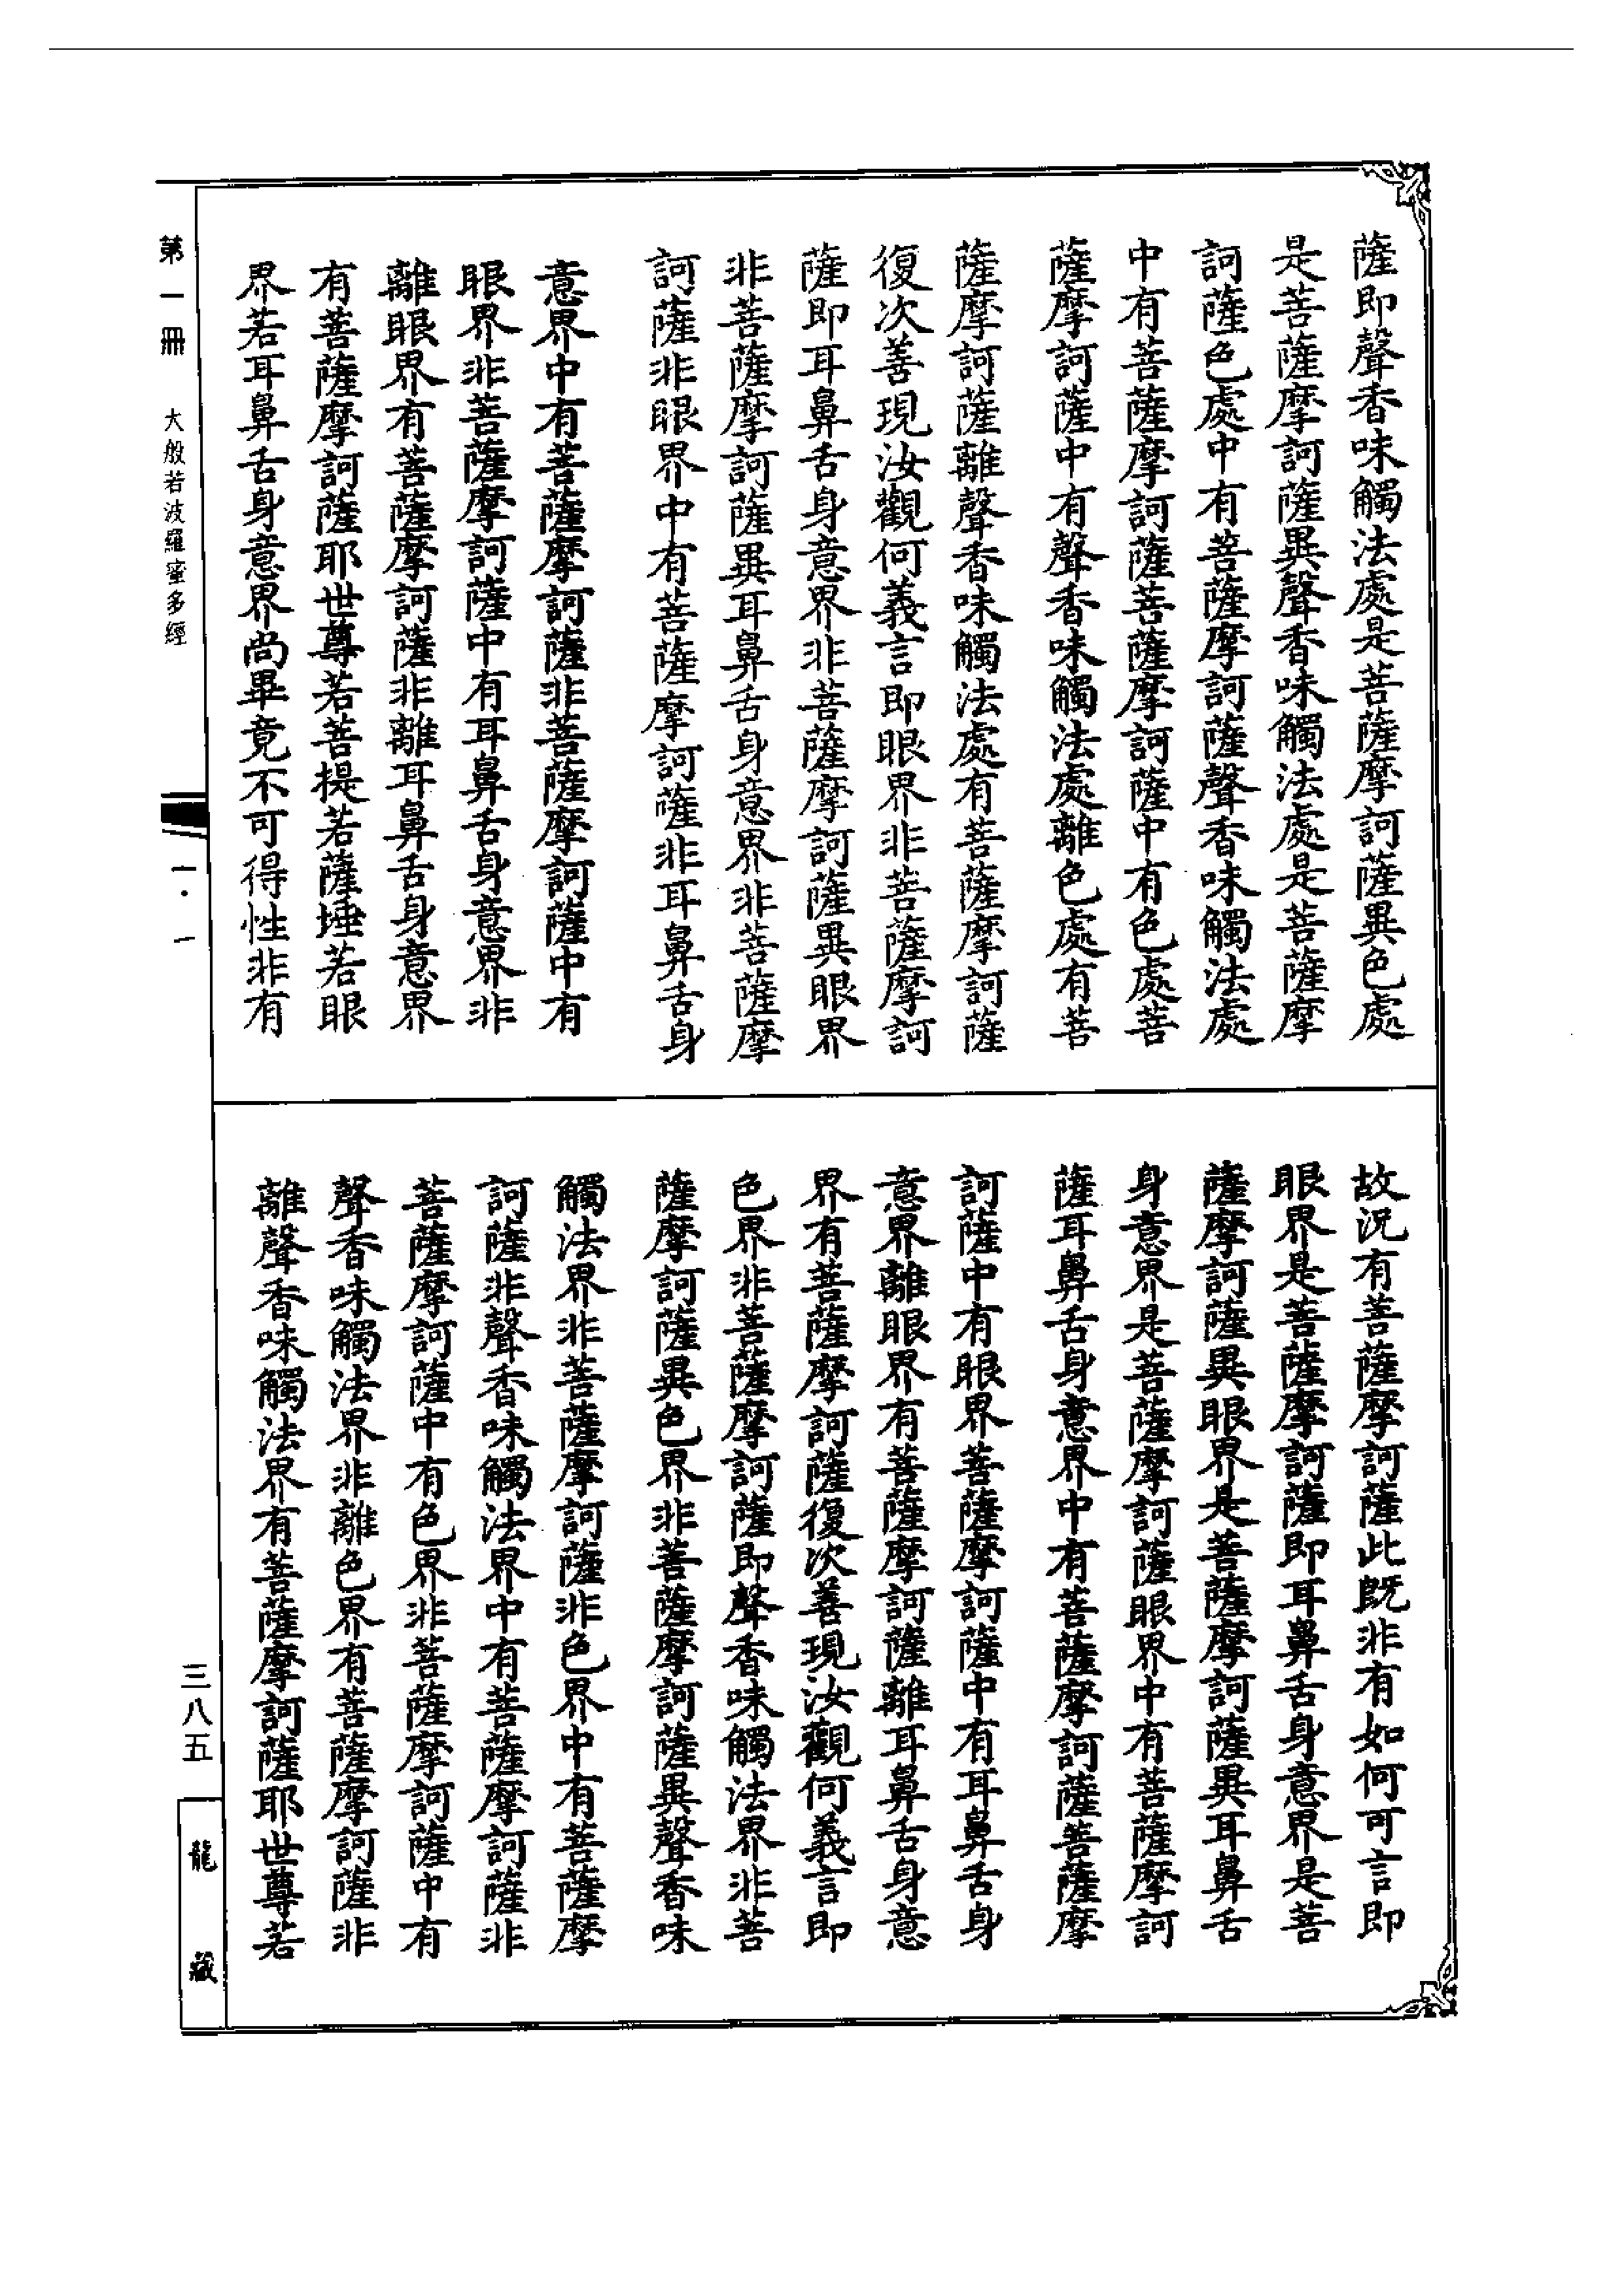 薩即聲香味觸法處是菩薩摩訶薩異色處
是菩薩摩訶薩異聲香味觸法處是菩薩摩
訶薩色處中有菩薩摩訶薩聲香味觸法處
中有菩薩摩訶薩菩薩摩訶薩中有色處菩
薩摩訶薩中有聲香味觸法處離色處有菩
薩摩訶薩離聲香味觸法處有菩薩摩訶薩
復次善現汝觀何義言即眼界非菩薩摩訶
薩即耳鼻舌身意界非菩薩摩訶薩異眼界
非菩薩摩訶薩異耳鼻舌身意界非菩薩摩
訶薩非眼界中有菩薩摩訶薩非耳鼻舌身
意界中有菩薩摩訶薩非菩薩摩訶薩中有
眼界非菩薩摩訶薩中有耳鼻舌身意界非
離眼界有菩薩摩訶薩非離耳鼻舌身意界
有菩薩摩訶薩耶世尊若菩提若薩埵若眼
界若耳鼻舌身意界尚畢竟不可得性非有
故況有菩薩摩訶薩此既非有如何可言即
眼界是菩薩摩訶薩即耳鼻舌身意界是菩
薩摩訶薩異眼界是菩薩摩訶薩異耳鼻舌
身意界是菩薩摩訶薩眼界中有菩薩摩訶
薩耳鼻舌身意界中有菩薩摩訶薩菩薩摩
訶薩中有眼界菩薩摩訶薩中有耳鼻舌身
意界離眼界有菩薩摩訶薩離耳鼻舌身意
界有菩薩摩訶薩復次善現汝觀何義言即
色界非菩薩摩訶薩即聲香味觸法界非菩
薩摩訶薩異色界非菩薩摩訶薩異聲香味
觸法界非菩薩摩訶薩非色界中有菩薩摩
訶薩非聲香味觸法界中有菩薩摩訶薩非
菩薩摩訶薩中有色界非菩薩摩訶薩中有
聲香味觸法界非離色界有菩薩摩訶薩非
離聲香味觸法界有菩薩摩訶薩耶世尊若
第一冊 大般若波羅蜜多經
一·一
三八五
龍藏